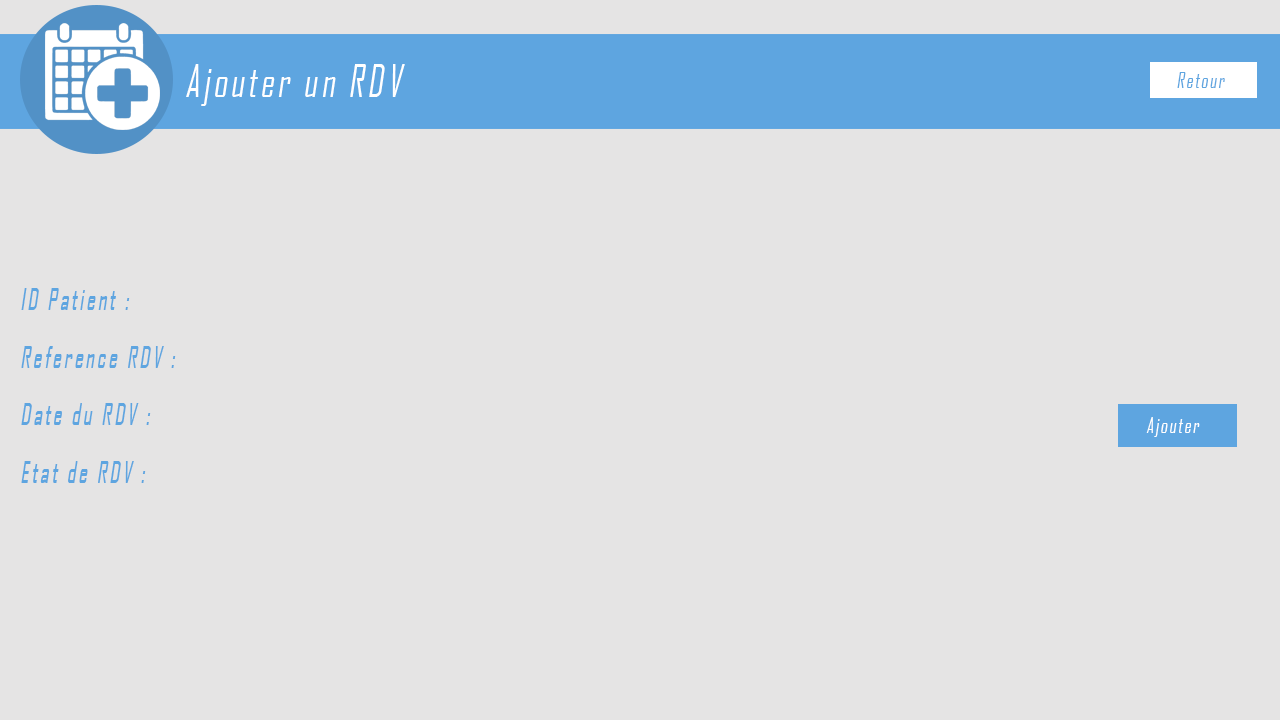 Ajouter un RDV
Retour
ID Patient :
Reference RDV :
Date du RDV :
Ajouter
Etat de RDV :